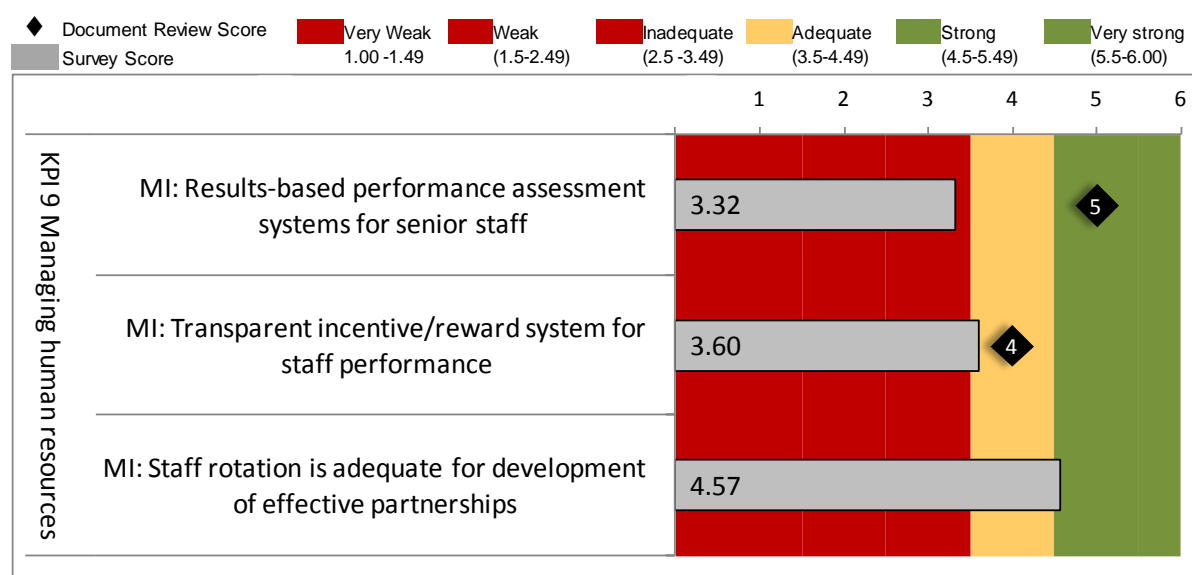 Document Review Score
Survey Score
Very Weak
1.00 -1.49
Weak
(1.5-2.49)
Inadequate
(2.5 -3.49)
Adequate
(3.5-4.49)
Strong
(4.5-5.49)
Very strong
(5.5-6.00)
1 2 3 4 5 6
KPI 9 Managing human resources
MI: Results-based performance assessment
systems for senior staff
3.32
5
MI: Transparent incentive/reward system for
staff performance
3.60
4
MI: Staff rotation is adequate for development
of effective partnerships
4.57